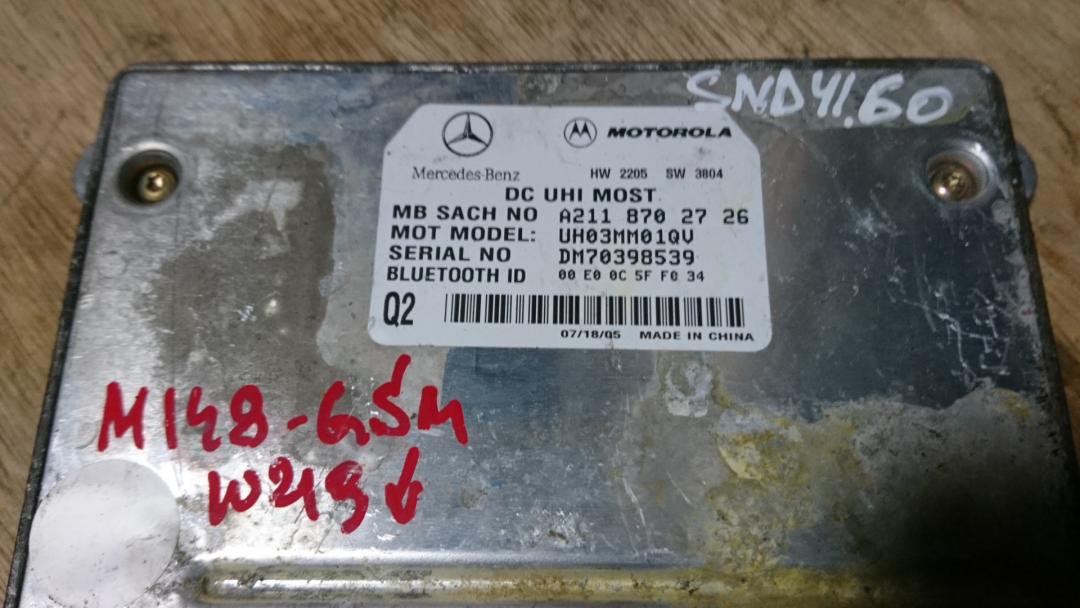 SND41.60
MOTOROLA
Mercedes-Benz HW 2205 SW 3804
DC UHI MOST
MB SACH NO A211 870 27 26
MOT MODEL: UH03MM01QV
SERIAL NO DM70398539
BLUETOOTH ID 00 E0 0C 5F F0 34
Q2
07/18/05 MADE IN CHINA
M148-GSM
W219